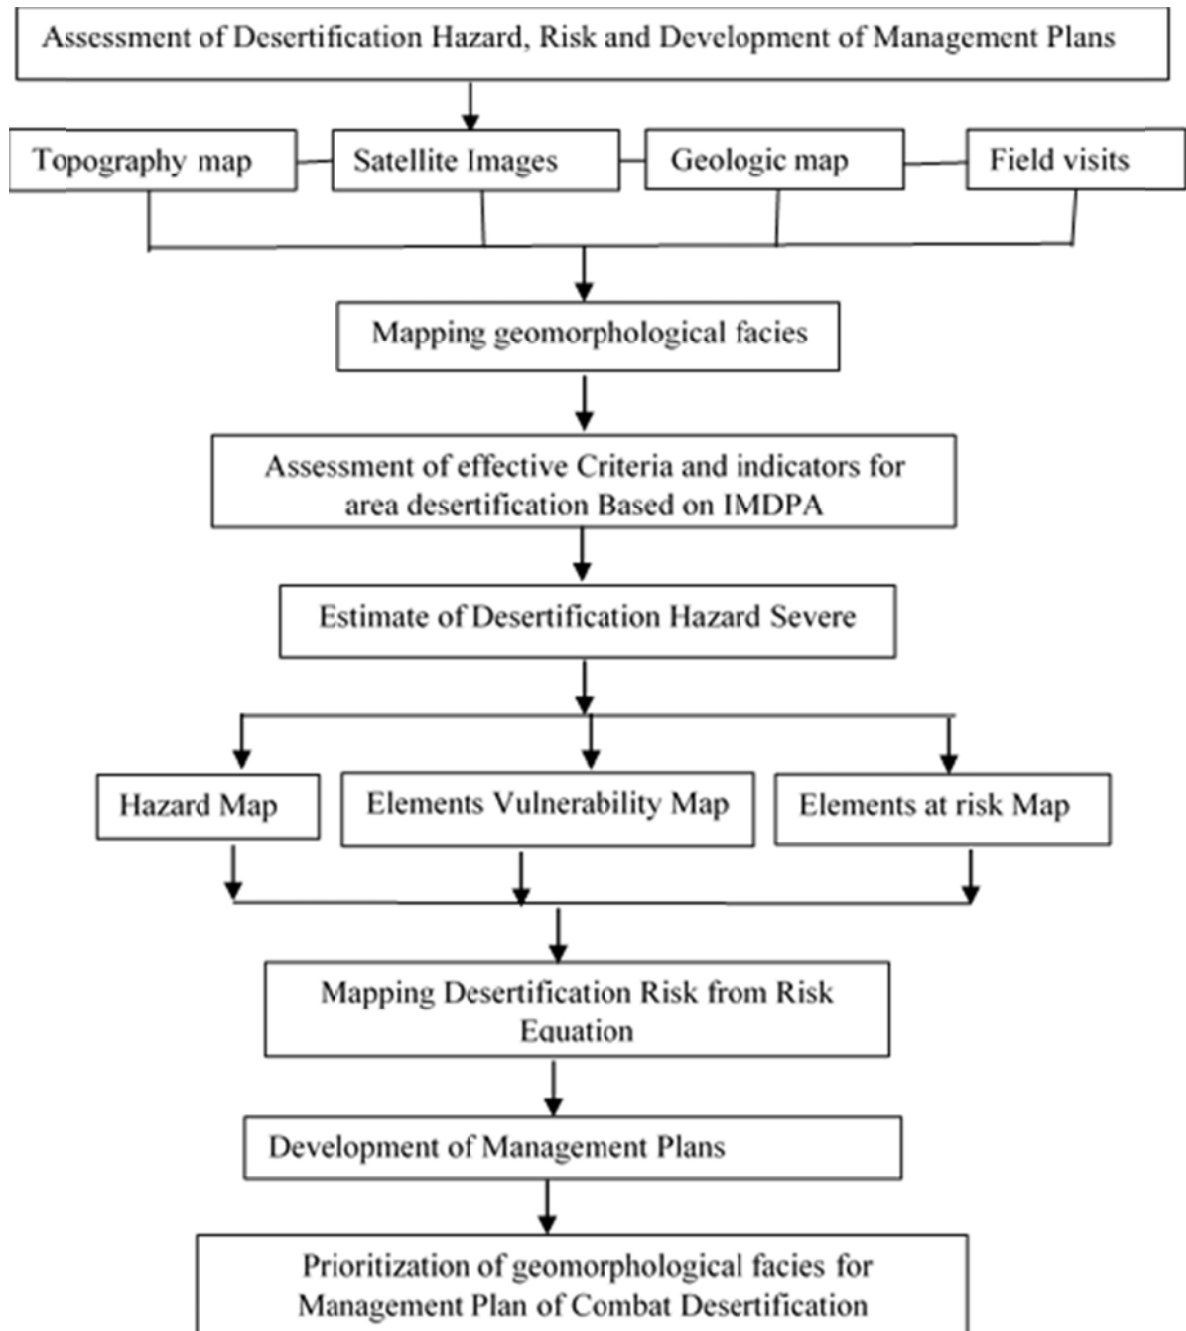 Assessment of Desertification Hazard, Risk and Development of Management Plans
Topography map
Satellite Images
Geologic map
Field visits
Mapping geomorphological facies
Assessment of effective Criteria and indicators for
area desertification Based on IMDPA
Estimate of Desertification Hazard Severe
Hazard Map
Elements Vulnerability Map
Elements at risk Map
Mapping Desertification Risk from Risk
Equation
Development of Management Plans
Prioritization of geomorphological facies for
Management Plan of Combat Desertification